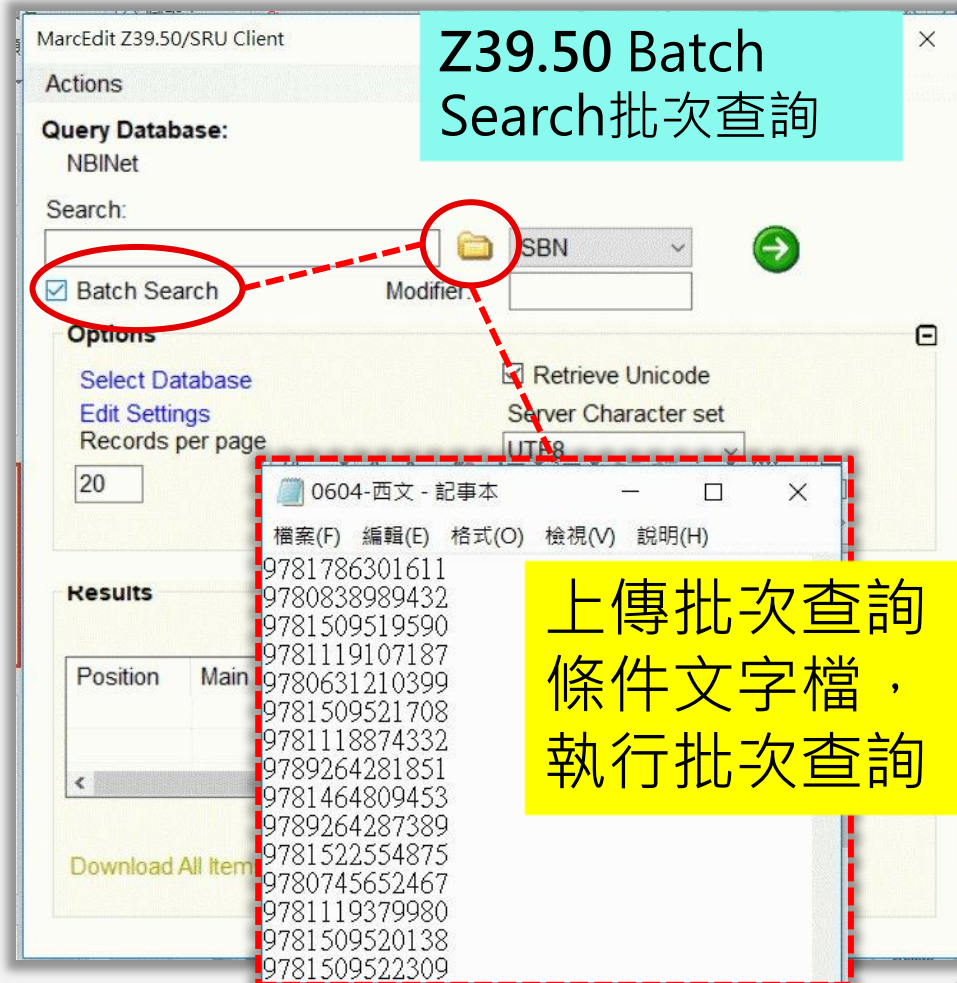 MarcEdit Z39.50/SRU Client
Z39.50 Batch
Search批次查詢
Actions
Query Database:
NBINet
Search:
SBN
Batch Search
Modifier:
Options
Select Database
Retrieve Unicode
Edit Settings
Server Character set
Records per page
UTF8
20
0604-西文 - 記事本
檔案(F) 編輯(E) 格式(O) 檢視(V) 說明(H)
9781786301611
9780838989432
9781509519590
9781119107187
9780631210399
9781509521708
9781118874332
9789264281851
9781464809453
9789264287389
9781522554875
9780745652467
9781119379980
9781509520138
9781509522309
上傳批次查詢
條件文字檔，
執行批次查詢
Results
Position Main
Download All Item